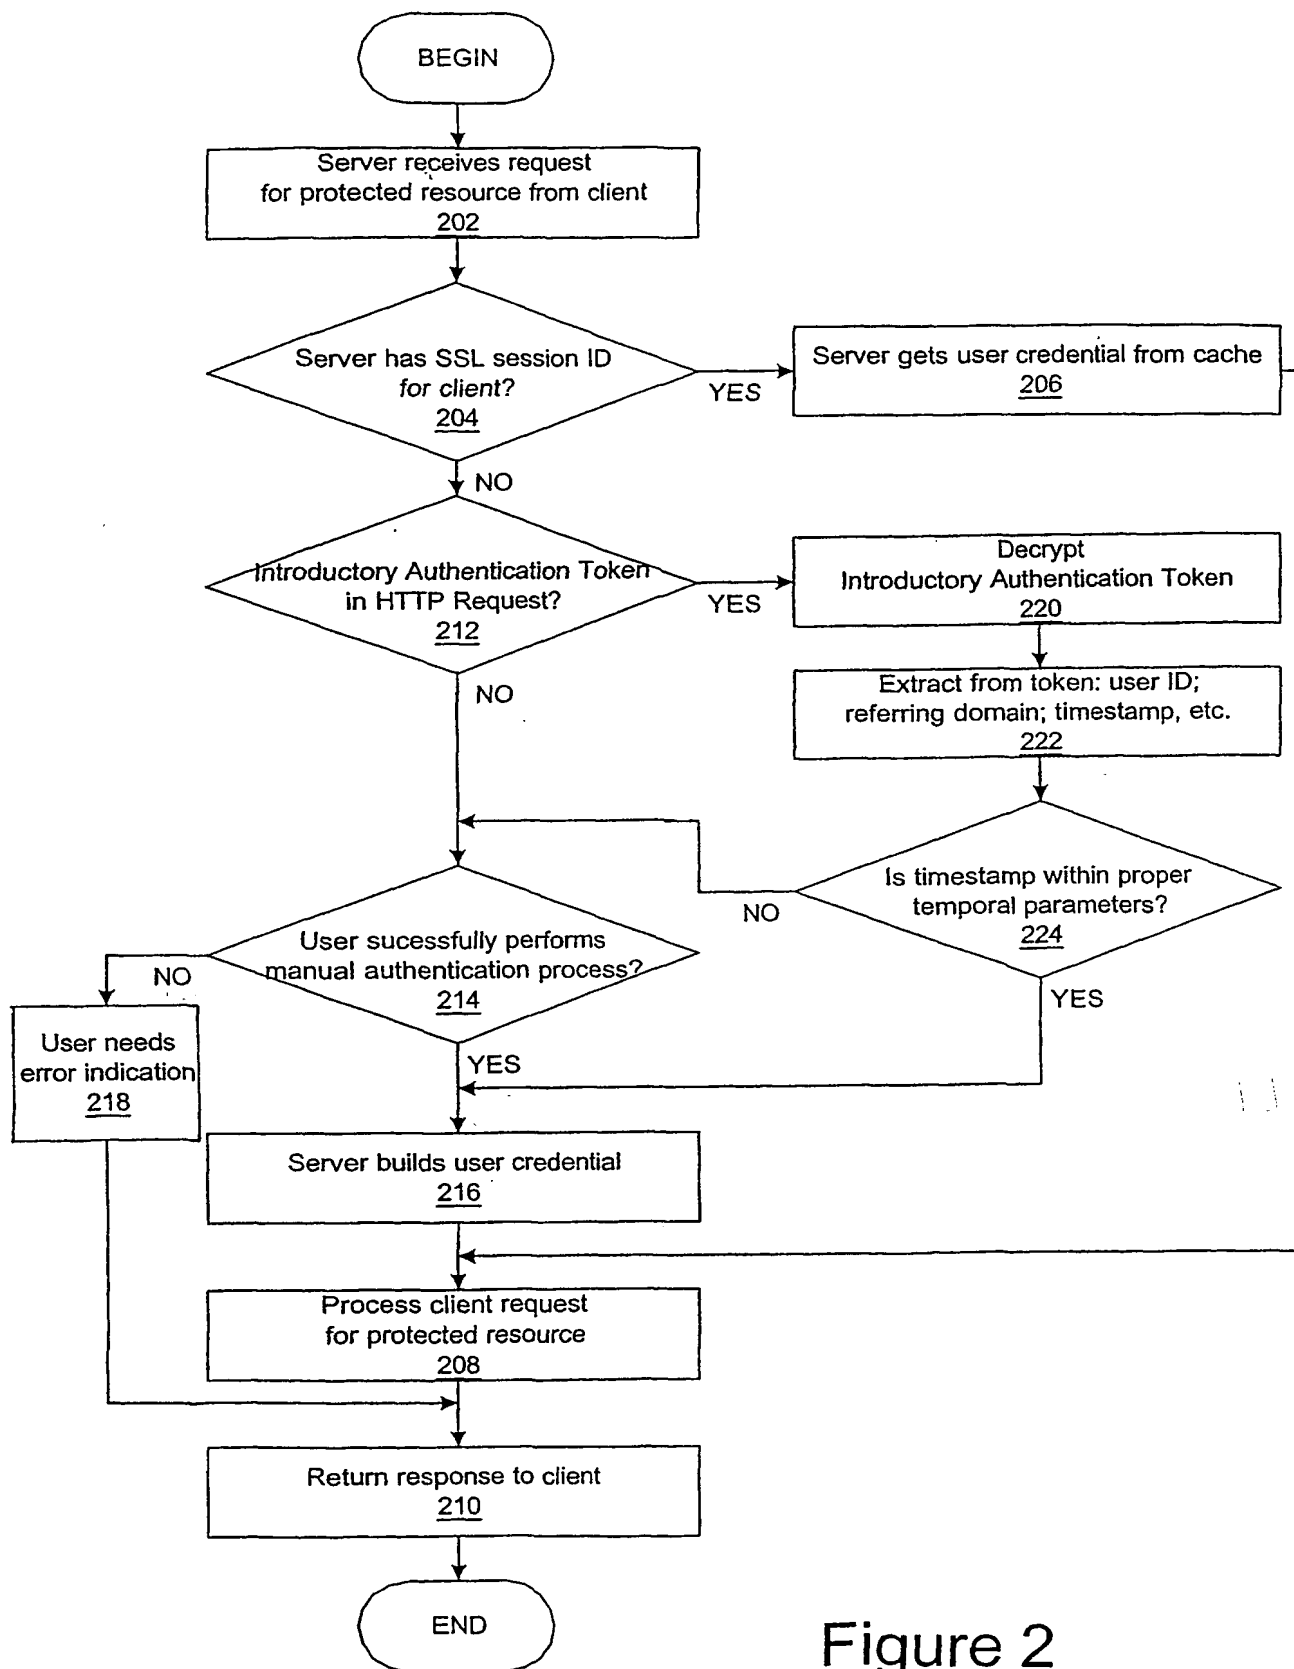 BEGIN
Server receives request
for protected resource from client
202
Server has SSL session ID
for client?
204
YES
Server gets user credential from cache
206
NO
Introductory Authentication Token
in HTTP Request?
212
YES
Decrypt
Introductory Authentication Token
220
NO
Extract from token: user ID;
referring domain; timestamp, etc.
222
Is timestamp within proper
temporal parameters?
224
NO
YES
User sucessfully performs
manual authentication process?
214
NO
YES
User needs
error indication
218
Server builds user credential
216
Process client request
for protected resource
208
Return response to client
210
END
Figure 2